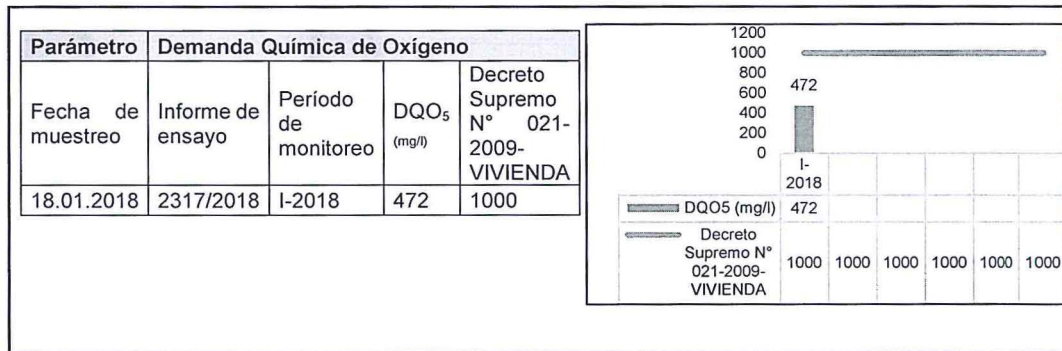 Parámetro Demanda Química de Oxígeno
Fecha de muestreo
Informe de ensayo
Período de monitoreo
DQO₅ (mg/l)
Decreto Supremo N° 021-2009-VIVIENDA
18.01.2018 2317/2018 I-2018 472 1000
1200
1000
800
600
400
200
0
472
I-
2018
DQO5 (mg/l) 472
Decreto
Supremo N°
021-2009-
VIVIENDA
1000 1000 1000 1000 1000 1000